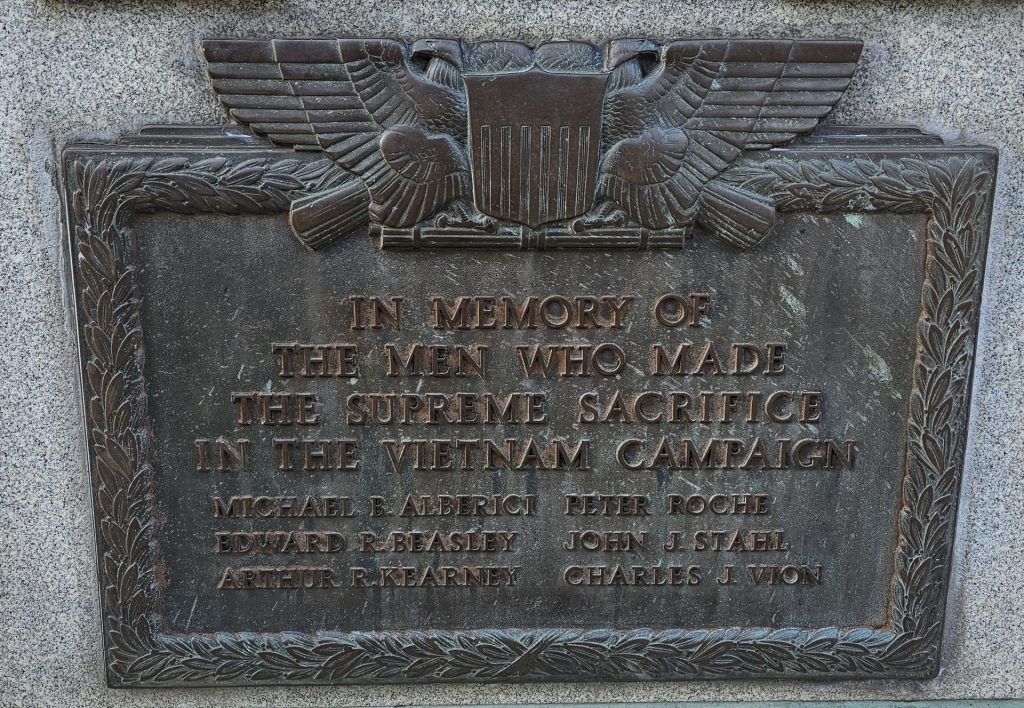 IN MEMORY OF
THE MEN WHO MADE
THE SUPREME SACRIFICE
IN THE VIETNAM CAMPAIGN
MICHAEL B. ALBERICI PETER ROCHE
EDWARD R. BEASLEY JOHN J. STAHL
ARTHUR R. KEARNEY CHARLES J. VION